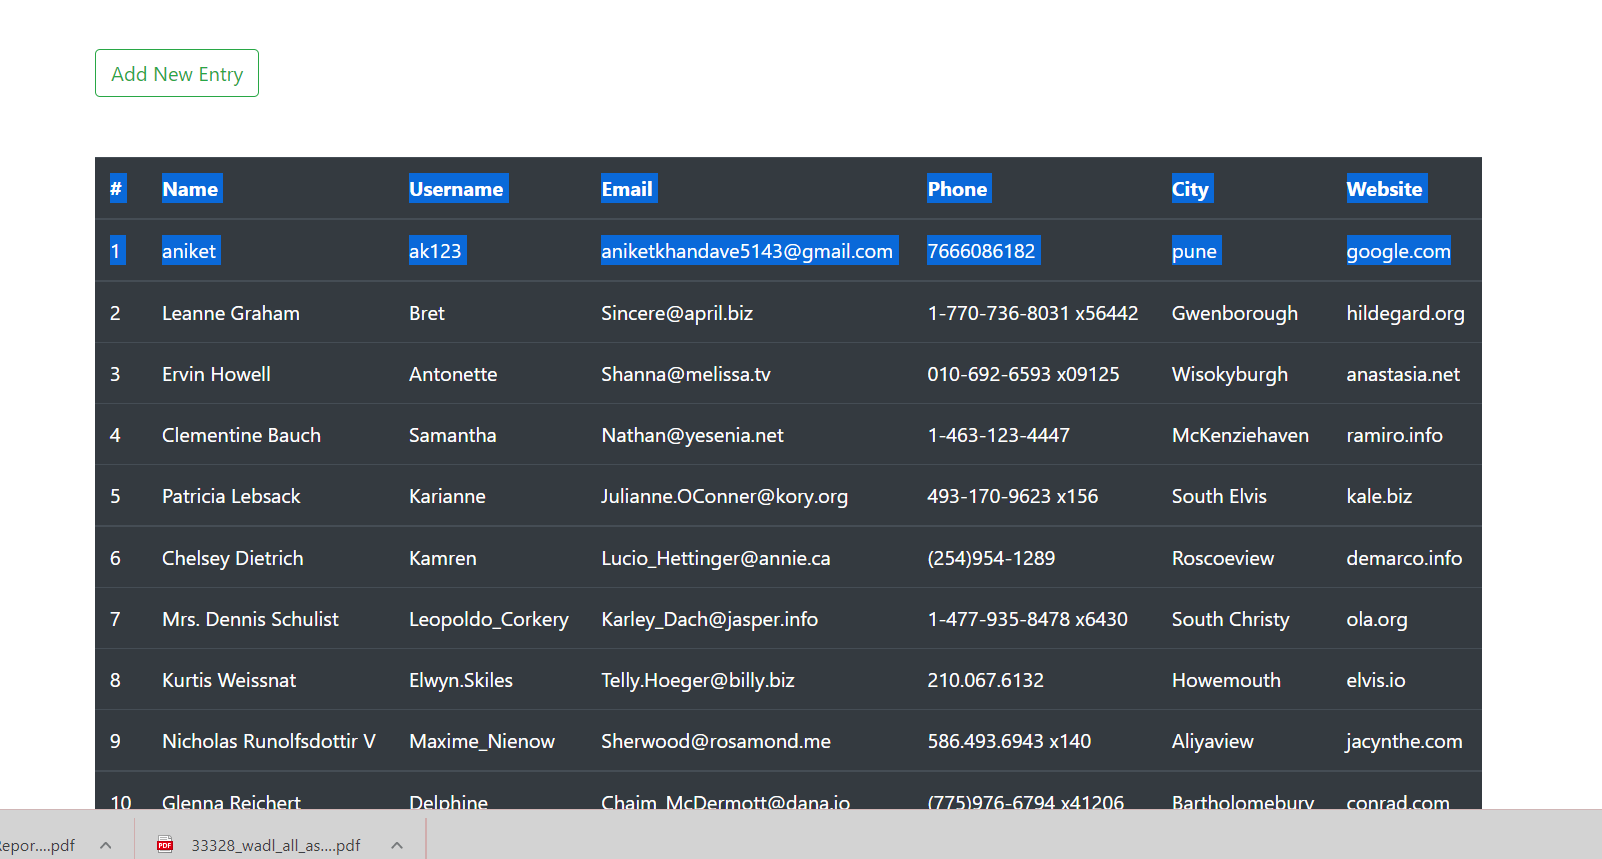 Add New Entry
# Name Username Email Phone City Website
1 aniket ak123 aniketkhandave5143@gmail.com 7666086182 pune google.com
2 Leanne Graham Bret Sincere@april.biz 1-770-736-8031 x56442 Gwenborough hildegard.org
3 Ervin Howell Antonette Shanna@melissa.tv 010-692-6593 x09125 Wisokyburgh anastasia.net
4 Clementine Bauch Samantha Nathan@yesenia.net 1-463-123-4447 McKenziehaven ramiro.info
5 Patricia Lebsack Karianne Julianne.OConner@kory.org 493-170-9623 x156 South Elvis kale.biz
6 Chelsey Dietrich Kamren Lucio_Hettinger@annie.ca (254)954-1289 Roscoeview demarco.info
7 Mrs. Dennis Schulist Leopoldo_Corkery Karley_Dach@jasper.info 1-477-935-8478 x6430 South Christy ola.org
8 Kurtis Weissnat Elwyn.Skiles Telly.Hoeger@billy.biz 210.067.6132 Howemouth elvis.io
9 Nicholas Runolfsdottir V Maxime_Nienow Sherwood@rosamond.me 586.493.6943 x140 Aliyaview jacynthe.com
10 Glenna Reichert Delphine Chaim_McDermott@dana.io (775)976-6794 x41206 Bartholomebury conrad.com
Repor....pdf 33328_wadl_all_as....pdf